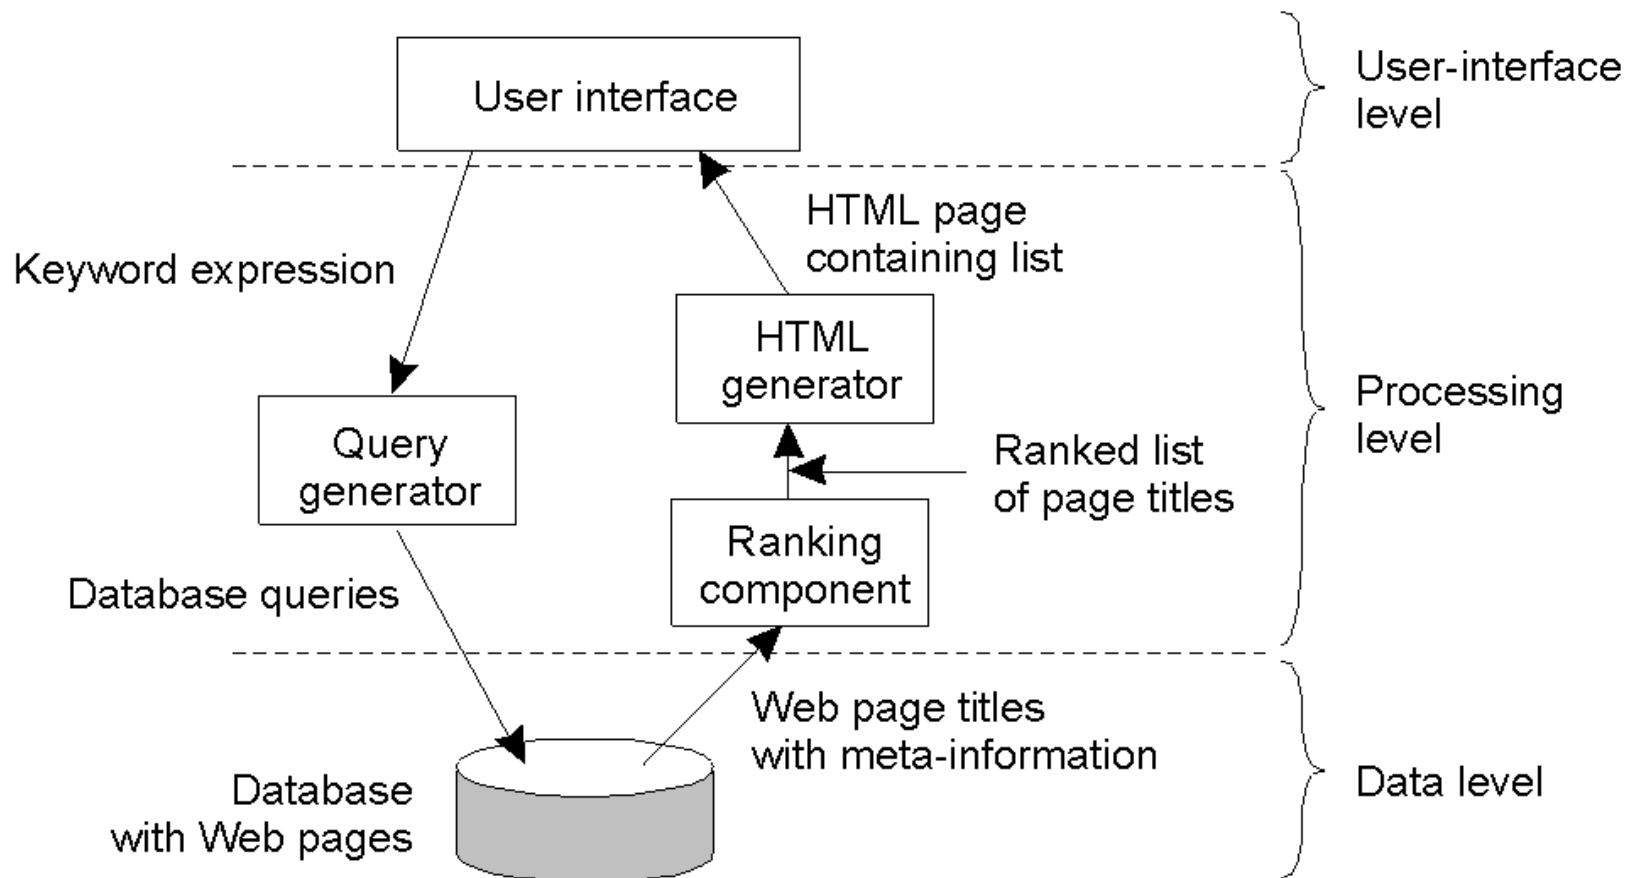 User interface
User-interface
level
HTML page
containing list
Keyword expression
HTML
generator
Processing
level
Query
generator
Ranked list
of page titles
Ranking
component
Database queries
Web page titles
with meta-information
Database
with Web pages
Data level